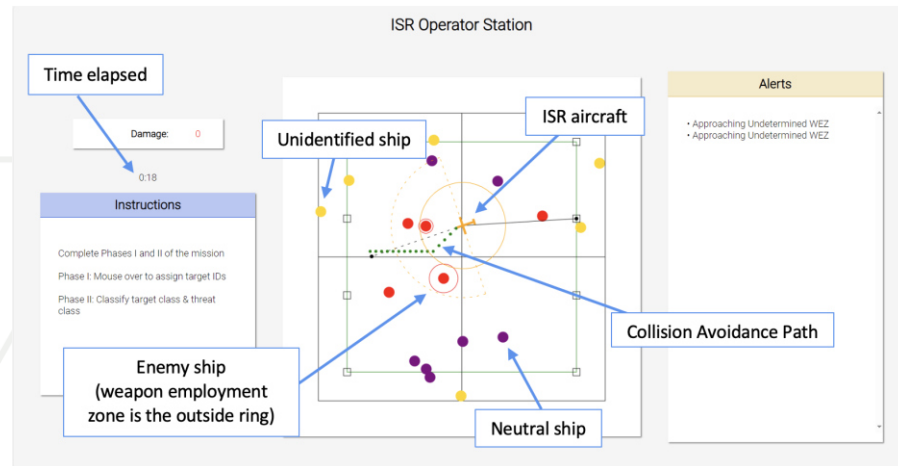 ISR Operator Station
Time elapsed
Damage: 0
0:18
Instructions
Complete Phases I and II of the mission
Phase I: Mouse over to assign target IDs
Phase II: Classify target class & threat
class
Unidentified ship
ISR aircraft
Enemy ship
(weapon employment
zone is the outside ring)
Collision Avoidance Path
Neutral ship
Alerts
• Approaching Undetermined WEZ
• Approaching Undetermined WEZ